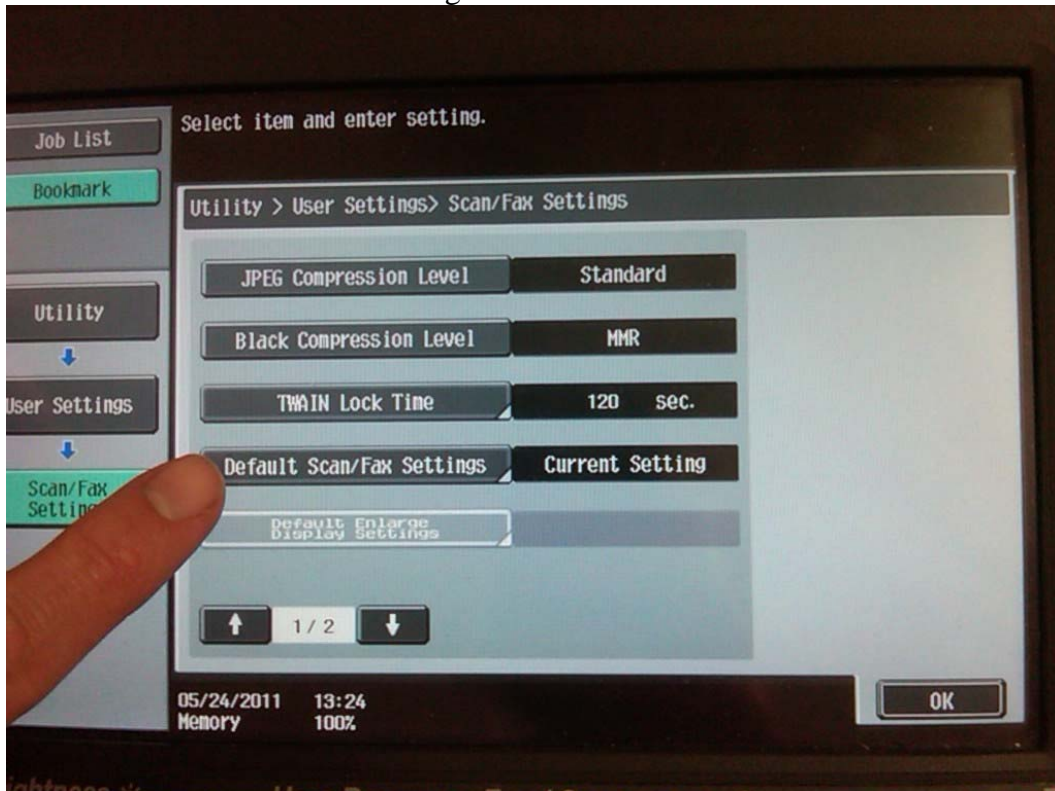 Select item and enter setting.
Job List
Bookmark
Utility > User Settings> Scan/Fax Settings
JPEG Compression Level Standard
Utility
Black Compression Level MMR
User Settings
TWAIN Lock Time 120 sec.
Default Scan/Fax Settings Current Setting
Scan/Fax
Default Enlarge
Display Settings
1/2
05/24/2011 13:24
Memory 100%
OK